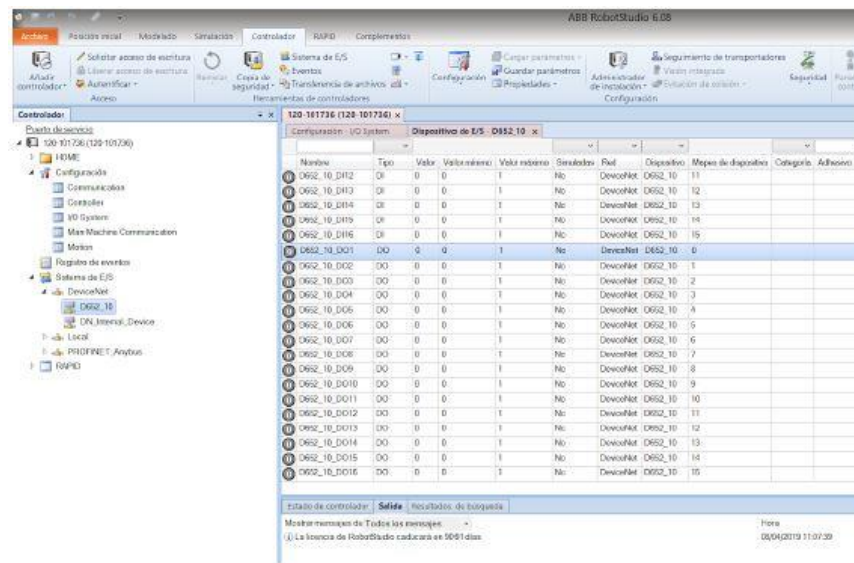 ABB RobotStudio 6.08
Archivo Posición inicial Modelado Simulación Controlador RAPID Complementos
Añadir controlador
Solicitar acceso de escritura
Liberar acceso de escritura
Autentificar
Acceso
Reiniciar
Copia de seguridad
Sistema de E/S
Eventos
Transferencia de archivos
Herramientas de controladores
Configuración
Cargar parámetros
Guardar parámetros
Propiedades
Administrador de instalación
Seguimiento de transportadores
Visión integrada
Evitación de colisión
Configuración
Seguridad
Controlador
Puerto de servicio
120-101736 (120-101736)
HOME
Configuración
Communication
Controller
I/O System
Man Machine Communication
Motion
Registro de eventos
Sistema de E/S
DeviceNet
D652_10
DN_Internal_Device
Local
PROFINET_Anybus
RAPID
120-101736 (120-101736) x
Configuración - I/O System Dispositivo de E/S - D652_10 x
Nombre Tipo Valor Valor mínimo Valor máximo Simuladas Red Dispositivo Mapeo de dispositivo Categoría Adhesivo
D652_10_DI12 DI 0 0 1 No DeviceNet D652_10 11
D652_10_DI13 DI 0 0 1 No DeviceNet D652_10 12
D652_10_DI14 DI 0 0 1 No DeviceNet D652_10 13
D652_10_DI15 DI 0 0 1 No DeviceNet D652_10 14
D652_10_DI16 DI 0 0 1 No DeviceNet D652_10 15
D652_10_DO1 DO 0 0 1 No DeviceNet D652_10 0
D652_10_DO2 DO 0 0 1 No DeviceNet D652_10 1
D652_10_DO3 DO 0 0 1 No DeviceNet D652_10 2
D652_10_DO4 DO 0 0 1 No DeviceNet D652_10 3
D652_10_DO5 DO 0 0 1 No DeviceNet D652_10 4
D652_10_DO6 DO 0 0 1 No DeviceNet D652_10 5
D652_10_DO7 DO 0 0 1 No DeviceNet D652_10 6
D652_10_DO8 DO 0 0 1 No DeviceNet D652_10 7
D652_10_DO9 DO 0 0 1 No DeviceNet D652_10 8
D652_10_DO10 DO 0 0 1 No DeviceNet D652_10 9
D652_10_DO11 DO 0 0 1 No DeviceNet D652_10 10
D652_10_DO12 DO 0 0 1 No DeviceNet D652_10 11
D652_10_DO13 DO 0 0 1 No DeviceNet D652_10 12
D652_10_DO14 DO 0 0 1 No DeviceNet D652_10 13
D652_10_DO15 DO 0 0 1 No DeviceNet D652_10 14
D652_10_DO16 DO 0 0 1 No DeviceNet D652_10 15
Estado de controlador Salida Resultados de búsqueda
Mostrar mensajes de Todos los mensajes Hora
La licencia de RobotStudio caducará en 90/91 días 08/04/2019 11:07:39